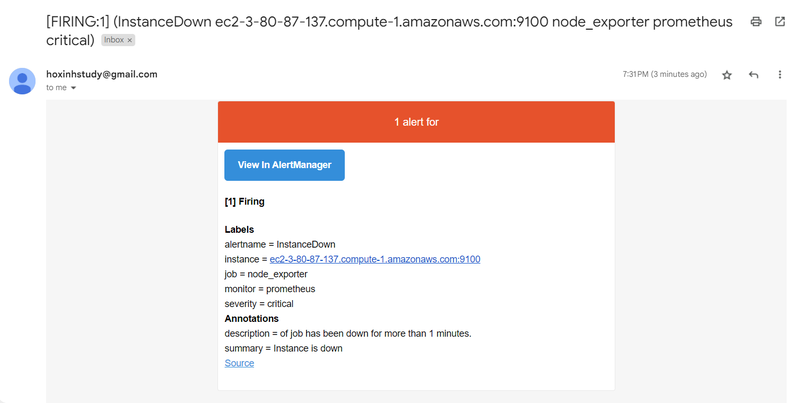 [FIRING:1] (InstanceDown ec2-3-80-87-137.compute-1.amazonaws.com:9100 node_exporter prometheus
critical) Inbox ×
hoxinhstudy@gmail.com
7:31 PM (3 minutes ago)
to me
1 alert for
View In AlertManager
[1] Firing
Labels
alertname = InstanceDown
instance = ec2-3-80-87-137.compute-1.amazonaws.com:9100
job = node_exporter
monitor = prometheus
severity = critical
Annotations
description = of job has been down for more than 1 minutes.
summary = Instance is down
Source